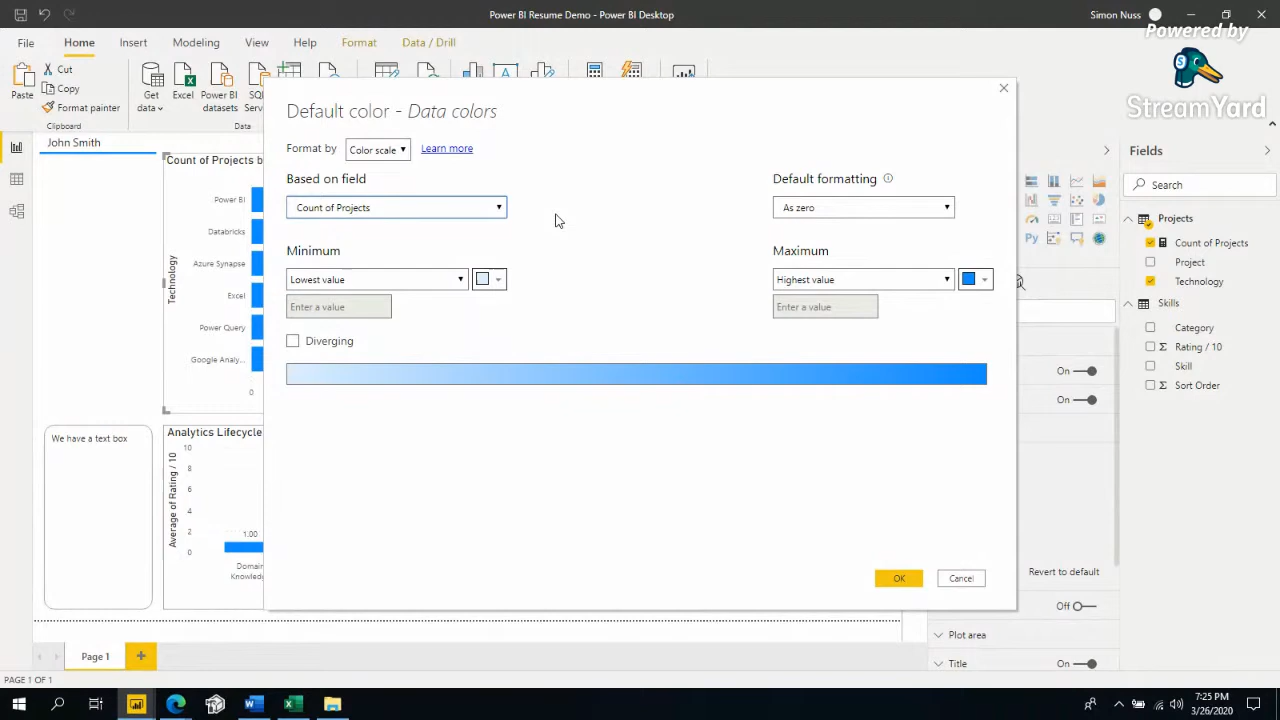 Power BI Resume Demo - Power BI Desktop
Simon Nuss
Powered by
StreamYard
File
Home
Insert
Modeling
View
Help
Format
Data / Drill
Paste
Cut
Copy
Format painter
Clipboard
Get data
Excel
Power BI datasets
SQL
Serv
Data
John Smith
Count of Projects b
Technology
Power BI
Databricks
Azure Synapse
Excel
Power Query
Google Analy...
0
We have a text box
Analytics Lifecycle
Average of Rating / 10
10
8
6
4
2
0
1.00
Domain
Knowledg
Default color - Data colors
Format by
Color scale
Learn more
Based on field
Count of Projects
Default formatting
As zero
Minimum
Lowest value
Enter a value
Maximum
Highest value
Enter a value
Diverging
OK
Cancel
Py
On
On
Revert to default
Off
Plot area
Title
On
Fields
Search
Projects
Count of Projects
Project
Technology
Skills
Category
Σ Rating / 10
Skill
Σ Sort Order
Page 1
PAGE 1 OF 1
7:25 PM
3/26/2020